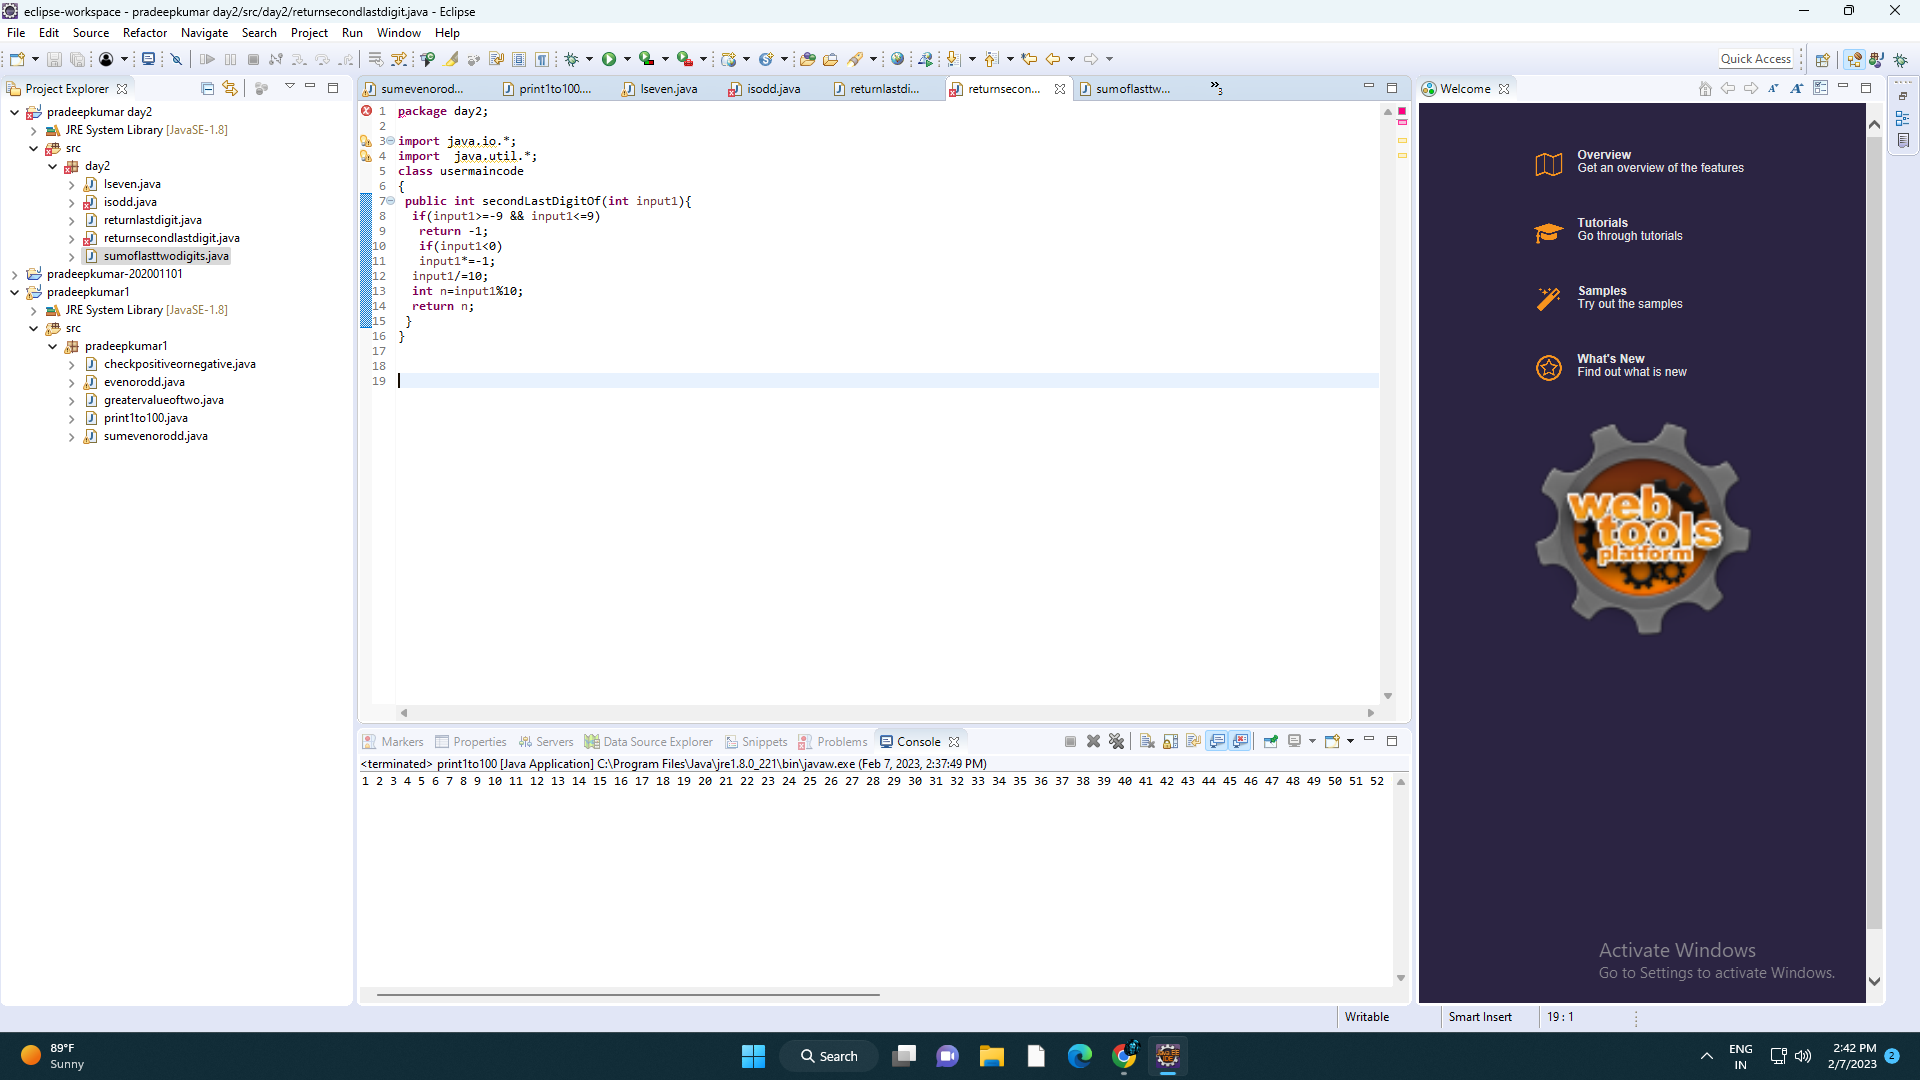 eclipse-workspace - pradeepkumar day2/src/day2/returnsecondlastdigit.java - Eclipse
File Edit Source Refactor Navigate Search Project Run Window Help
Quick Access
Project Explorer
pradeepkumar day2
JRE System Library [JavaSE-1.8]
src
day2
lseven.java
isodd.java
returnlastdigit.java
returnsecondlastdigit.java
sumoflasttwodigits.java
pradeepkumar-202001101
pradeepkumar1
JRE System Library [JavaSE-1.8]
src
pradeepkumar1
checkpositiveornegative.java
evenorodd.java
greatervalueoftwo.java
print1to100.java
sumevenorodd.java
sumevenorod... print1to100.... lseven.java isodd.java returnlastdi... returnsecon... sumoflasttw... »3
1 package day2;
2
3 import java.io.*;
4 import  java.util.*;
5 class usermaincode
6 {
7 public int secondLastDigitOf(int input1){
8 if(input1>=-9 && input1<=9)
9 return -1;
10 if(input1<0)
11 input1*=-1;
12 input1/=10;
13 int n=input1%10;
14 return n;
15 }
16 }
17
18
19
Markers Properties Servers Data Source Explorer Snippets Problems Console
<terminated> print1to100 [Java Application] C:\Program Files\Java\jre1.8.0_221\bin\javaw.exe (Feb 7, 2023, 2:37:49 PM)
1 2 3 4 5 6 7 8 9 10 11 12 13 14 15 16 17 18 19 20 21 22 23 24 25 26 27 28 29 30 31 32 33 34 35 36 37 38 39 40 41 42 43 44 45 46 47 48 49 50 51 52
Welcome
Overview
Get an overview of the features
Tutorials
Go through tutorials
Samples
Try out the samples
What's New
Find out what is new
web
tools
platform
Activate Windows
Go to Settings to activate Windows.
Writable Smart Insert 19 : 1
89°F
Sunny
Search
ENG
IN
2:42 PM
2/7/2023
2